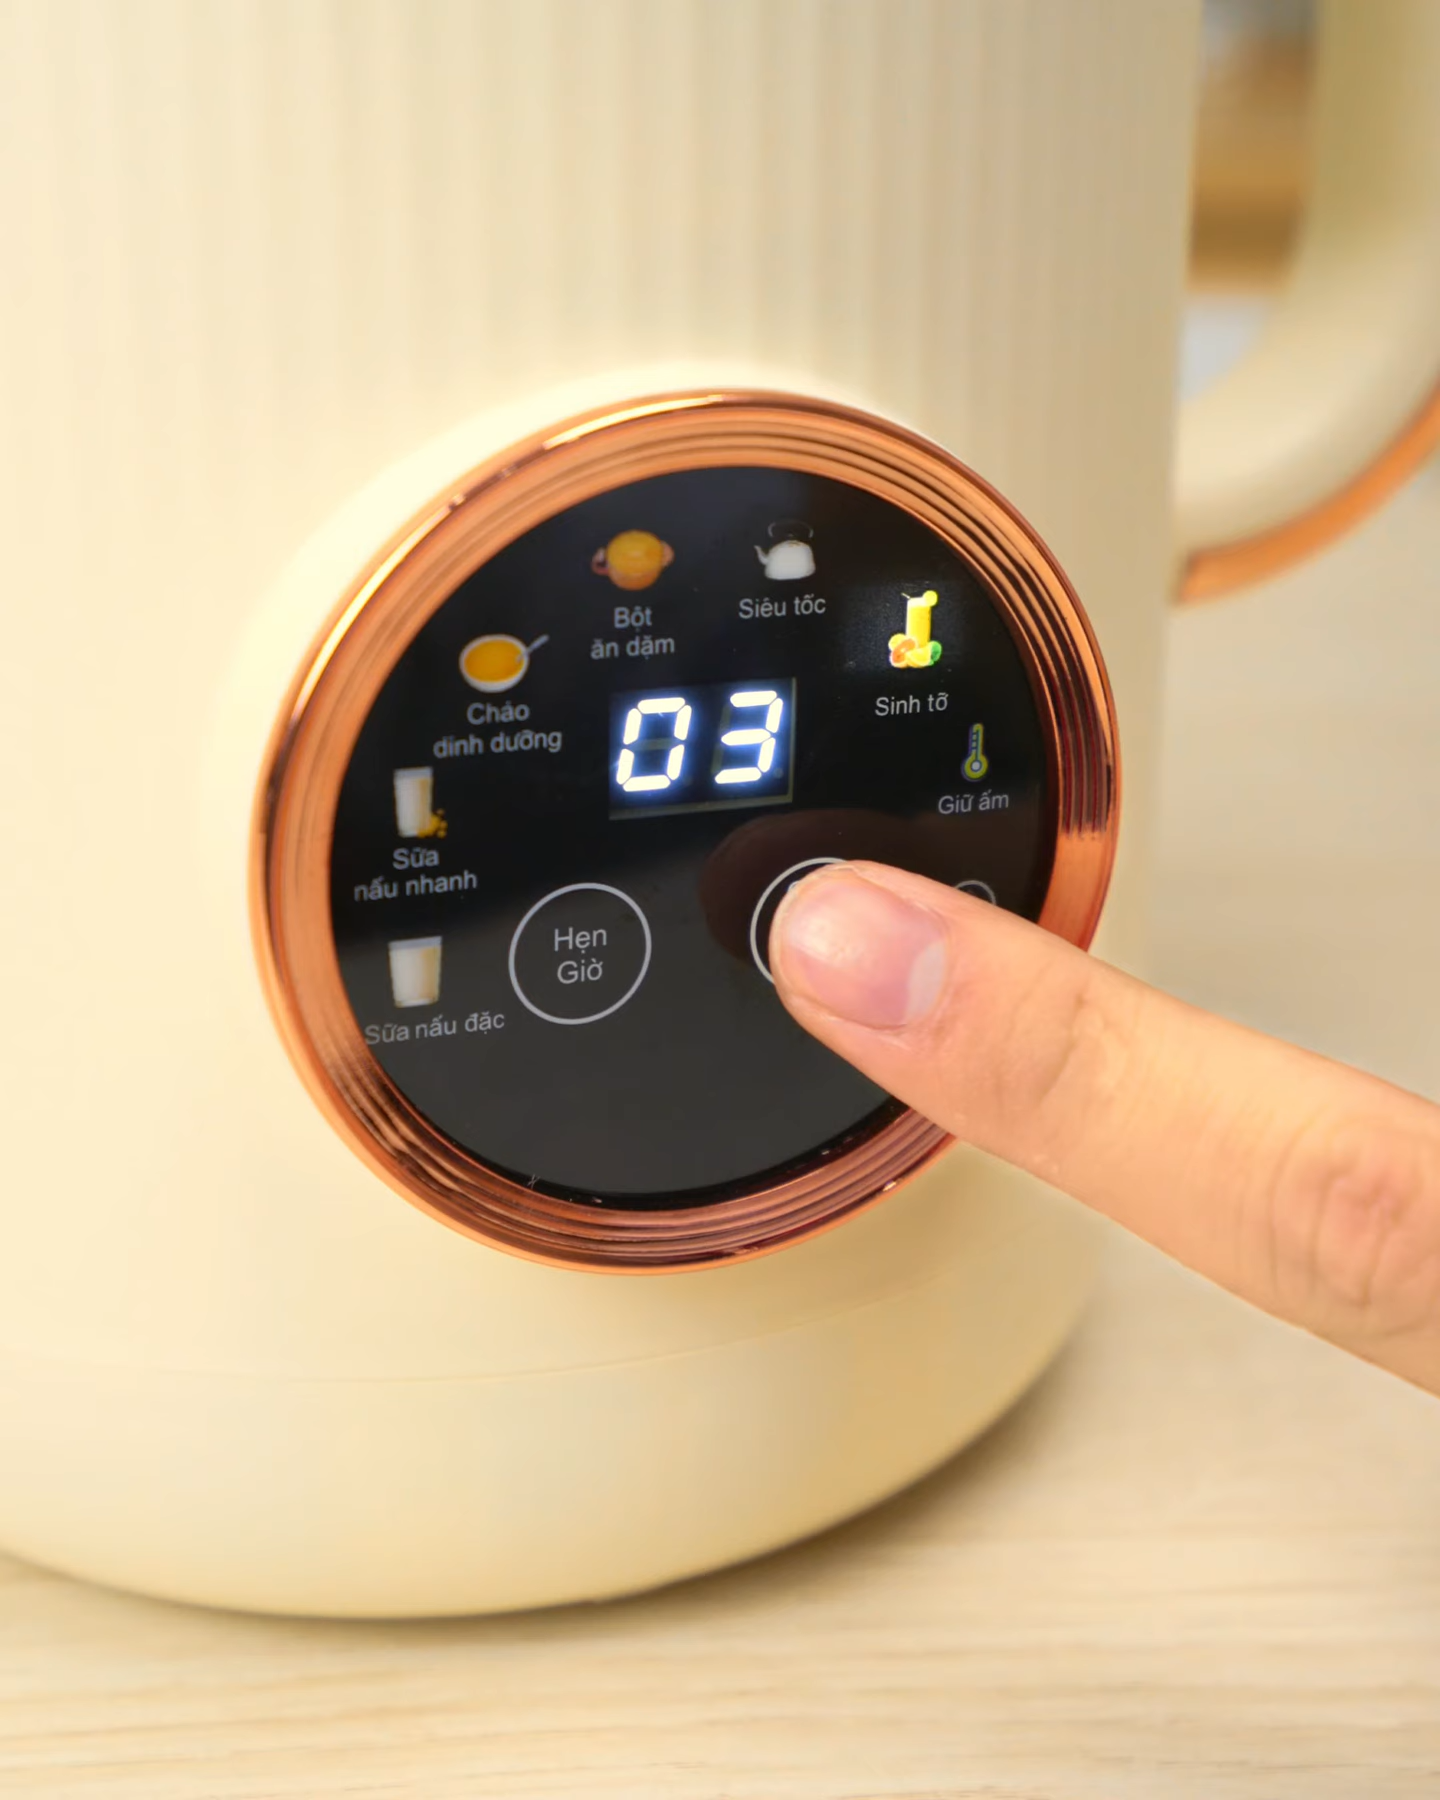 Siêu tốc
Bột
ăn dặm
Sinh tỡ
Cháo
dinh dưỡng
03
Giữ ấm
Sữa
nấu nhanh
Hẹn
Giờ
Sữa nấu đặc